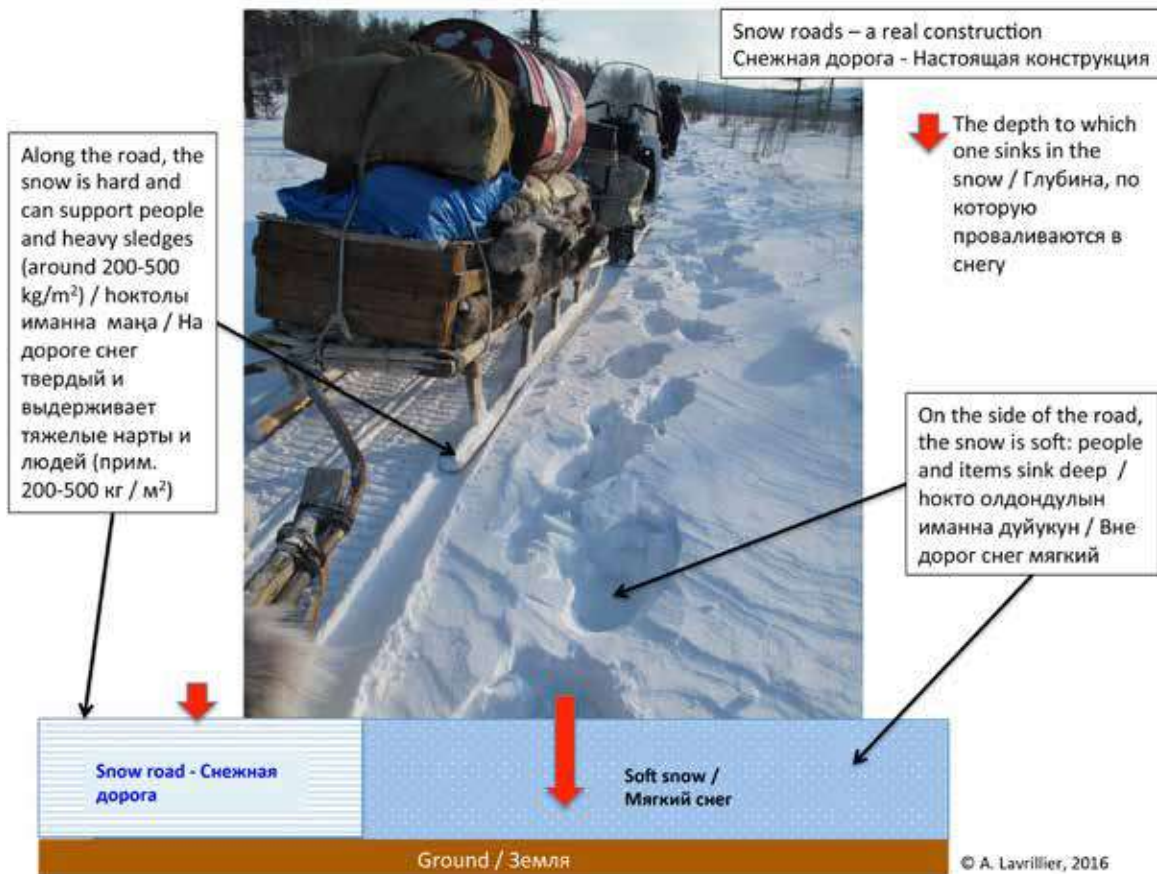 Snow roads – a real construction
Снежная дорога - Настоящая конструкция
The depth to which
one sinks in the
snow / Глубина, по
которую
проваливаются в
снегу
Along the road, the
snow is hard and
can support people
and heavy sledges
(around 200-500
kg/m²) / һоктолы
иманна маӊа / На
дороге снег
твердый и
выдерживает
тяжелые нарты и
людей (прим.
200-500 кг / м²)
On the side of the road,
the snow is soft: people
and items sink deep /
һокто олдондулын
иманна дуйукун / Вне
дорог снег мягкий
Snow road - Снежная
дорога
Soft snow /
Мягкий снег
Ground / Земля
© A. Lavrillier, 2016